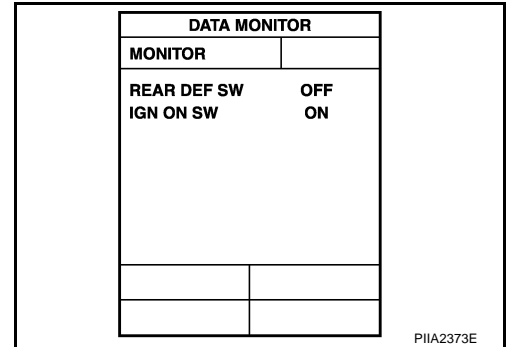 DATA MONITOR
MONITOR
REAR DEF SW OFF
IGN ON SW ON
PIIA2373E